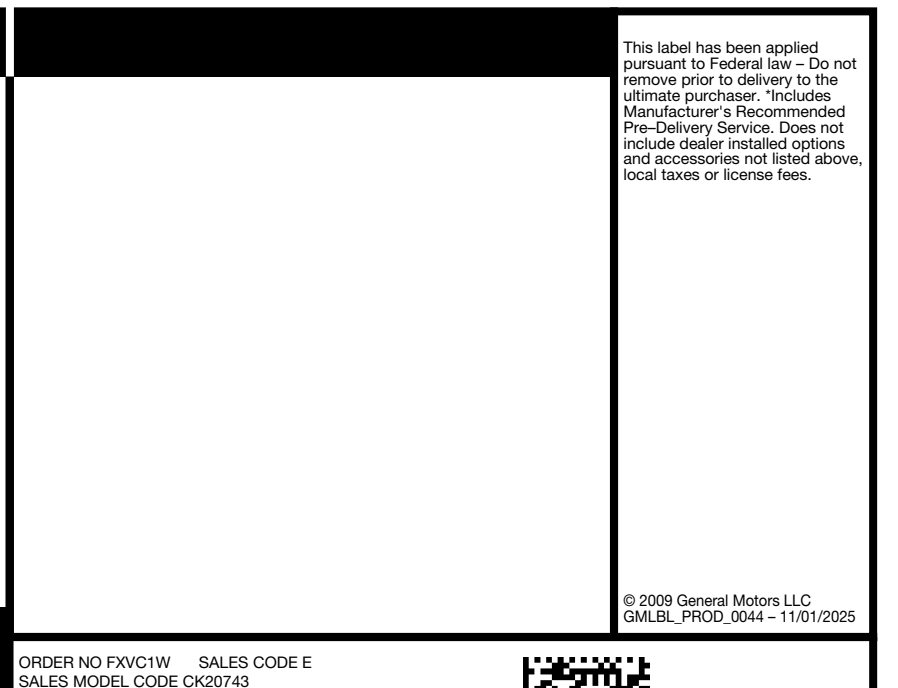 This label has been applied
pursuant to Federal law – Do not
remove prior to delivery to the
ultimate purchaser. *Includes
Manufacturer's Recommended
Pre–Delivery Service. Does not
include dealer installed options
and accessories not listed above,
local taxes or license fees.
© 2009 General Motors LLC
GMLBL_PROD_0044 – 11/01/2025
ORDER NO FXVC1W SALES CODE E
SALES MODEL CODE CK20743